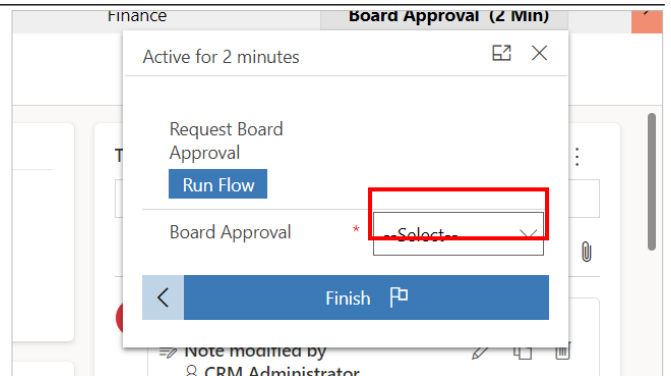 Finance
Board Approval (2 Min)
Active for 2 minutes
Request Board
Approval
Run Flow
Board Approval * --Select--
Finish
Note modified by
CRM Administrator